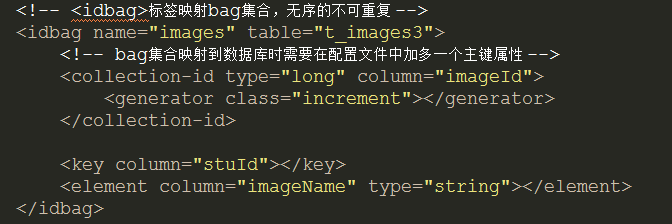 <!-- <idbag>标签映射bag集合，无序的不可重复 -->
<idbag name="images" table="t_images3">
<!-- bag集合映射到数据库时需要在配置文件中加多一个主键属性 -->
<collection-id type="long" column="imageId">
<generator class="increment"></generator>
</collection-id>
<key column="stuId"></key>
<element column="imageName" type="string"></element>
</idbag>